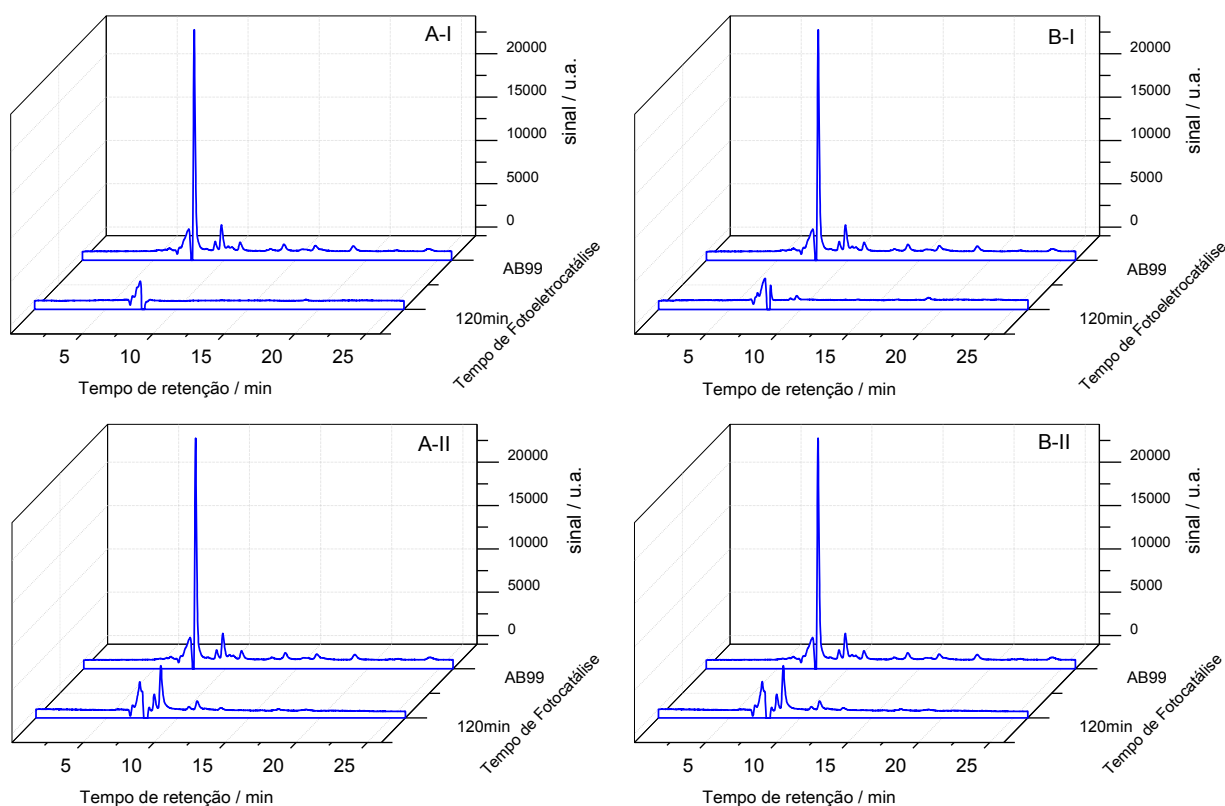 A-I
20000
15000
10000
5000
0
sinal / u.a.
AB99
120min
Tempo de Fotoeletrocatálise
5 10 15 20 25
Tempo de retenção / min
B-I
20000
15000
10000
5000
0
sinal / u.a.
AB99
120min
Tempo de Fotoeletrocatálise
5 10 15 20 25
Tempo de retenção / min
A-II
20000
15000
10000
5000
0
sinal / u.a.
AB99
120min
Tempo de Fotocatálise
5 10 15 20 25
Tempo de retenção / min
B-II
20000
15000
10000
5000
0
sinal / u.a.
AB99
120min
Tempo de Fotocatálise
5 10 15 20 25
Tempo de retenção / min